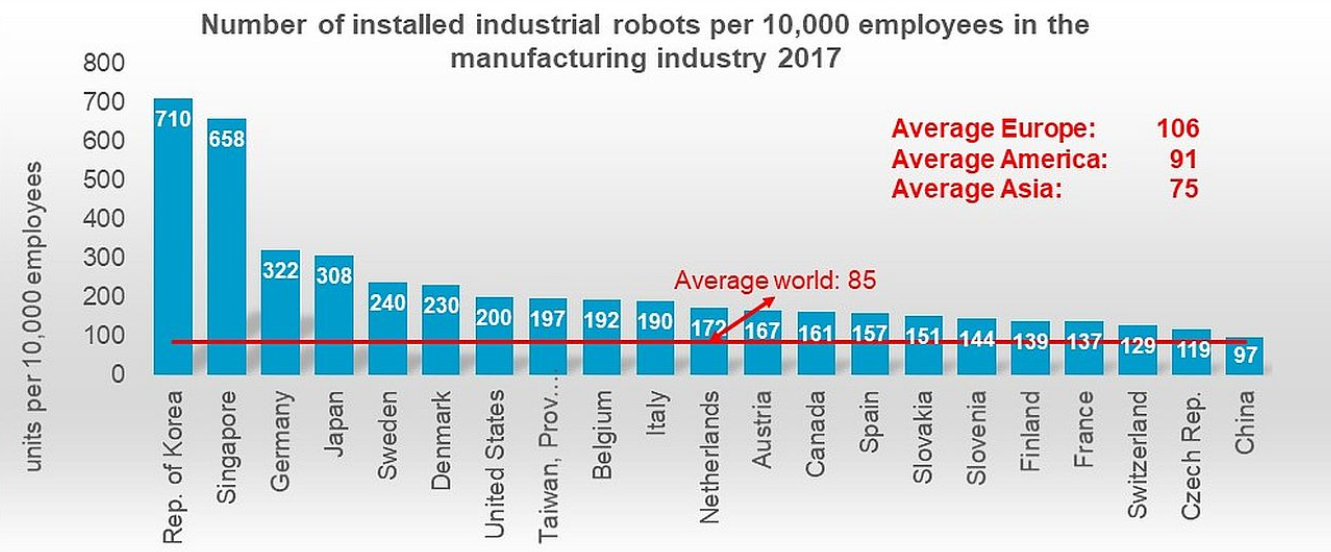 Number of installed industrial robots per 10,000 employees in the
manufacturing industry 2017
units per 10,000 employees
800
700
600
500
400
300
200
100
0
710
658
322
308
240
230
200
197
192
190
172
167
161
157
151
144
139
137
129
119
97
Average Europe: 106
Average America: 91
Average Asia: 75
Average world: 85
Rep. of Korea
Singapore
Germany
Japan
Sweden
Denmark
United States
Taiwan, Prov....
Belgium
Italy
Netherlands
Austria
Canada
Spain
Slovakia
Slovenia
Finland
France
Switzerland
Czech Rep.
China